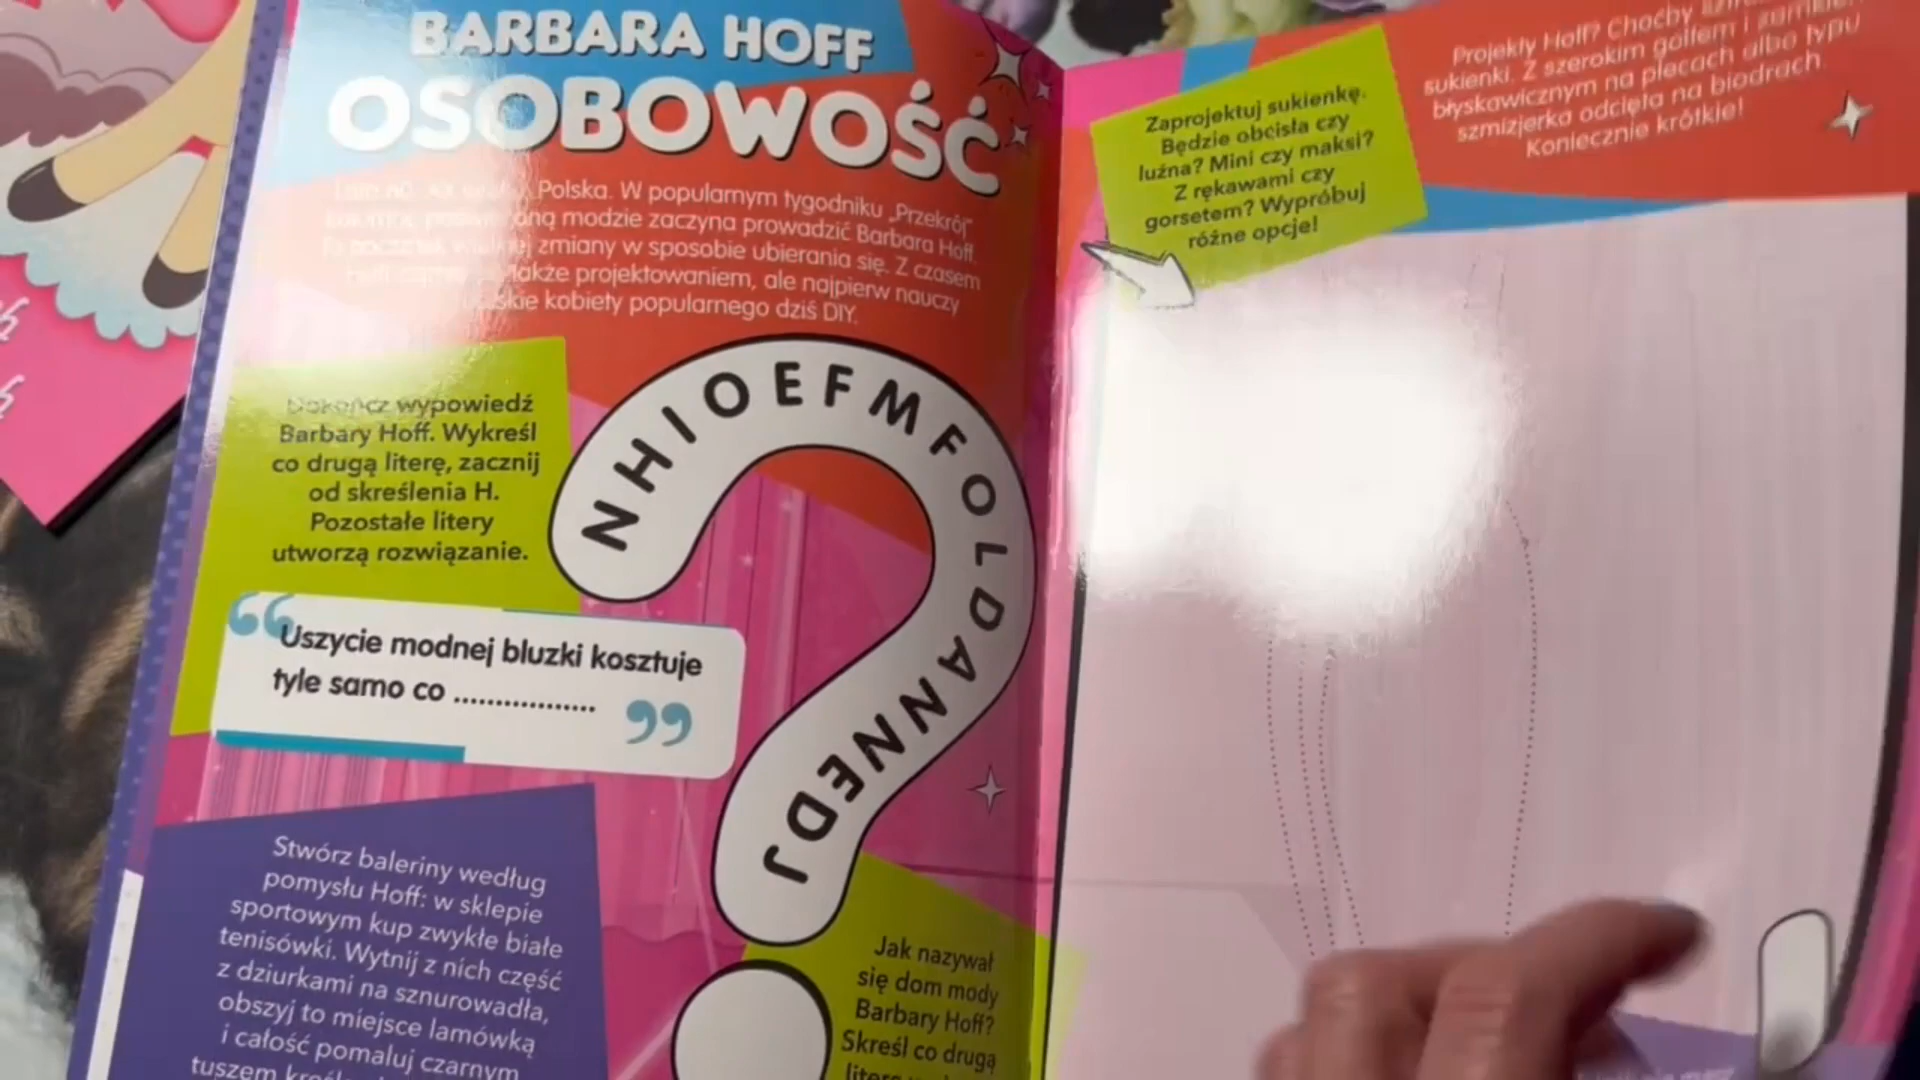 BARBARA HOFF
OSOBOWOŚĆ
Polska. W popularnym tygodniku „Przekrój”
modzie zaczyna prowadzić Barbara Hoff.
zmiany w sposobie ubierania się. Z czasem
także projektowaniem, ale najpierw nauczy
kobiety popularnego dziś DIY.
Dokończ wypowiedź
Barbary Hoff. Wykreśl
co drugą literę, zacznij
od skreślenia H.
Pozostałe litery
utworzą rozwiązanie.
“Uszycie modnej bluzki kosztuje
tyle samo co .................”
NHIOEFMFOLDANNEDJ
Stwórz baleriny według
pomysłu Hoff: w sklepie
sportowym kup zwykłe białe
tenisówki. Wytnij z nich część
z dziurkami na sznurowadła,
obszyj to miejsce lamówką
i całość pomaluj czarnym
tuszem
Jak nazywał
się dom mody
Barbary Hoff?
Skreśl co drugą
Zaprojektuj sukienkę.
Będzie obcisła czy
luźna? Mini czy maksi?
Z rękawami czy
gorsetem? Wypróbuj
różne opcje!
Projekty Hoff? Choćby
sukienki. Z szerokim golfem i zamkiem
błyskawicznym na plecach albo typu
szmizjerka odcięta na biodrach.
Koniecznie krótkie!